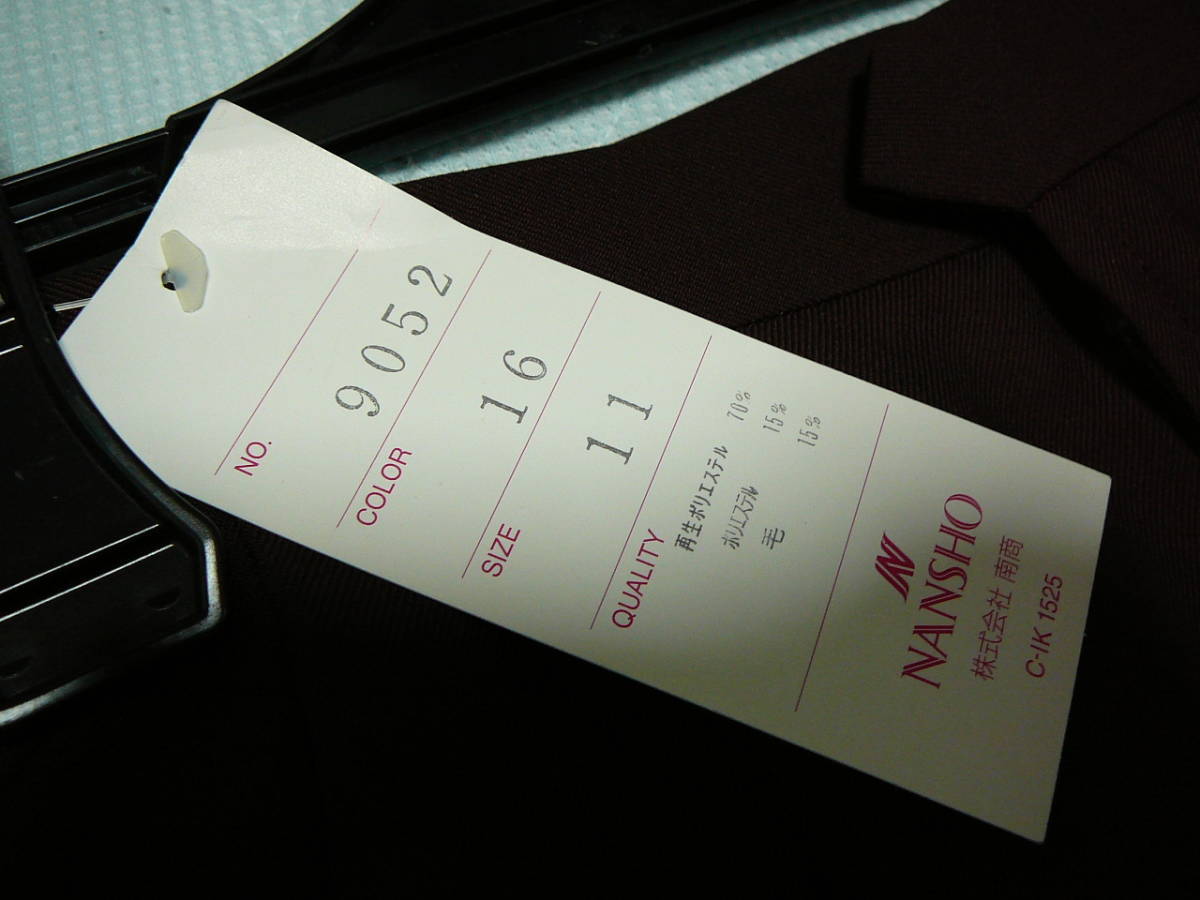 NO.
9052
COLOR
16
SIZE
11
QUALITY
再生ポリエステル 70%
ポリエステル 15%
毛 15%
NANSHO
株式会社 南商
C-IK 1525